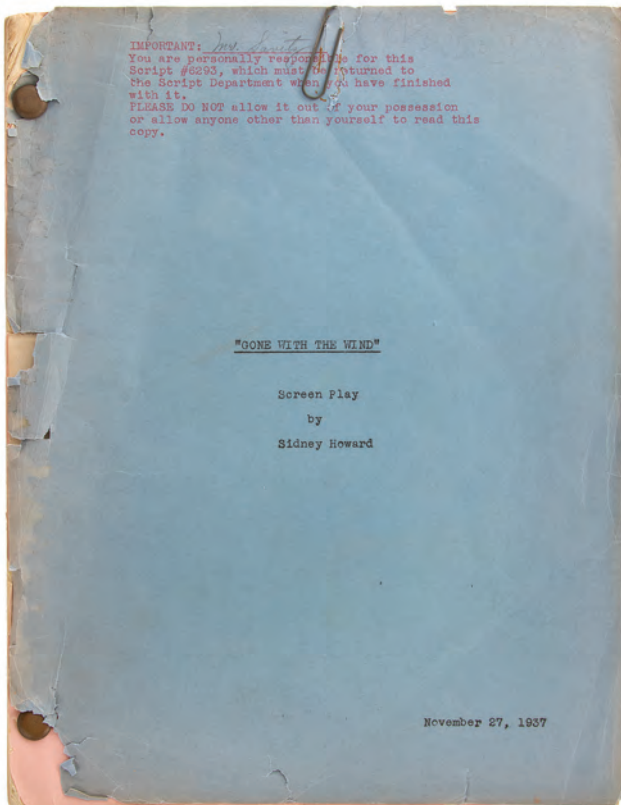 IMPORTANT: Mr.
You are personally responsible for this
Script #6293, which must be returned to
the Script Department when you have finished
with it.
PLEASE DO NOT allow it out of your possession
or allow anyone other than yourself to read this
copy.
"GONE WITH THE WIND"
Screen Play
by
Sidney Howard
November 27, 1937